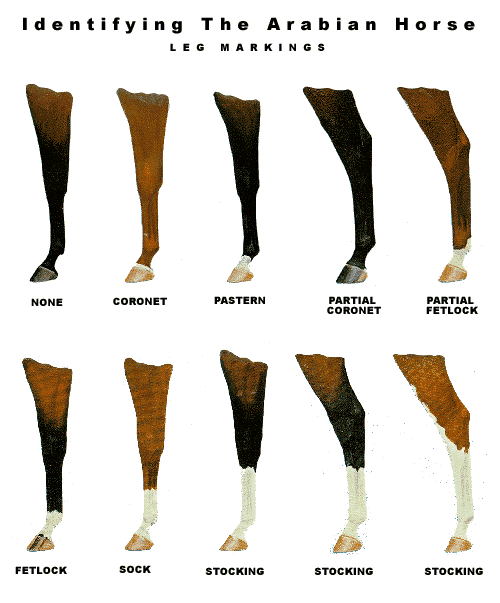 Identifying The Arabian Horse
LEG MARKINGS
NONE
CORONET
PASTERN
PARTIAL
CORONET
PARTIAL
FETLOCK
FETLOCK
SOCK
STOCKING
STOCKING
STOCKING